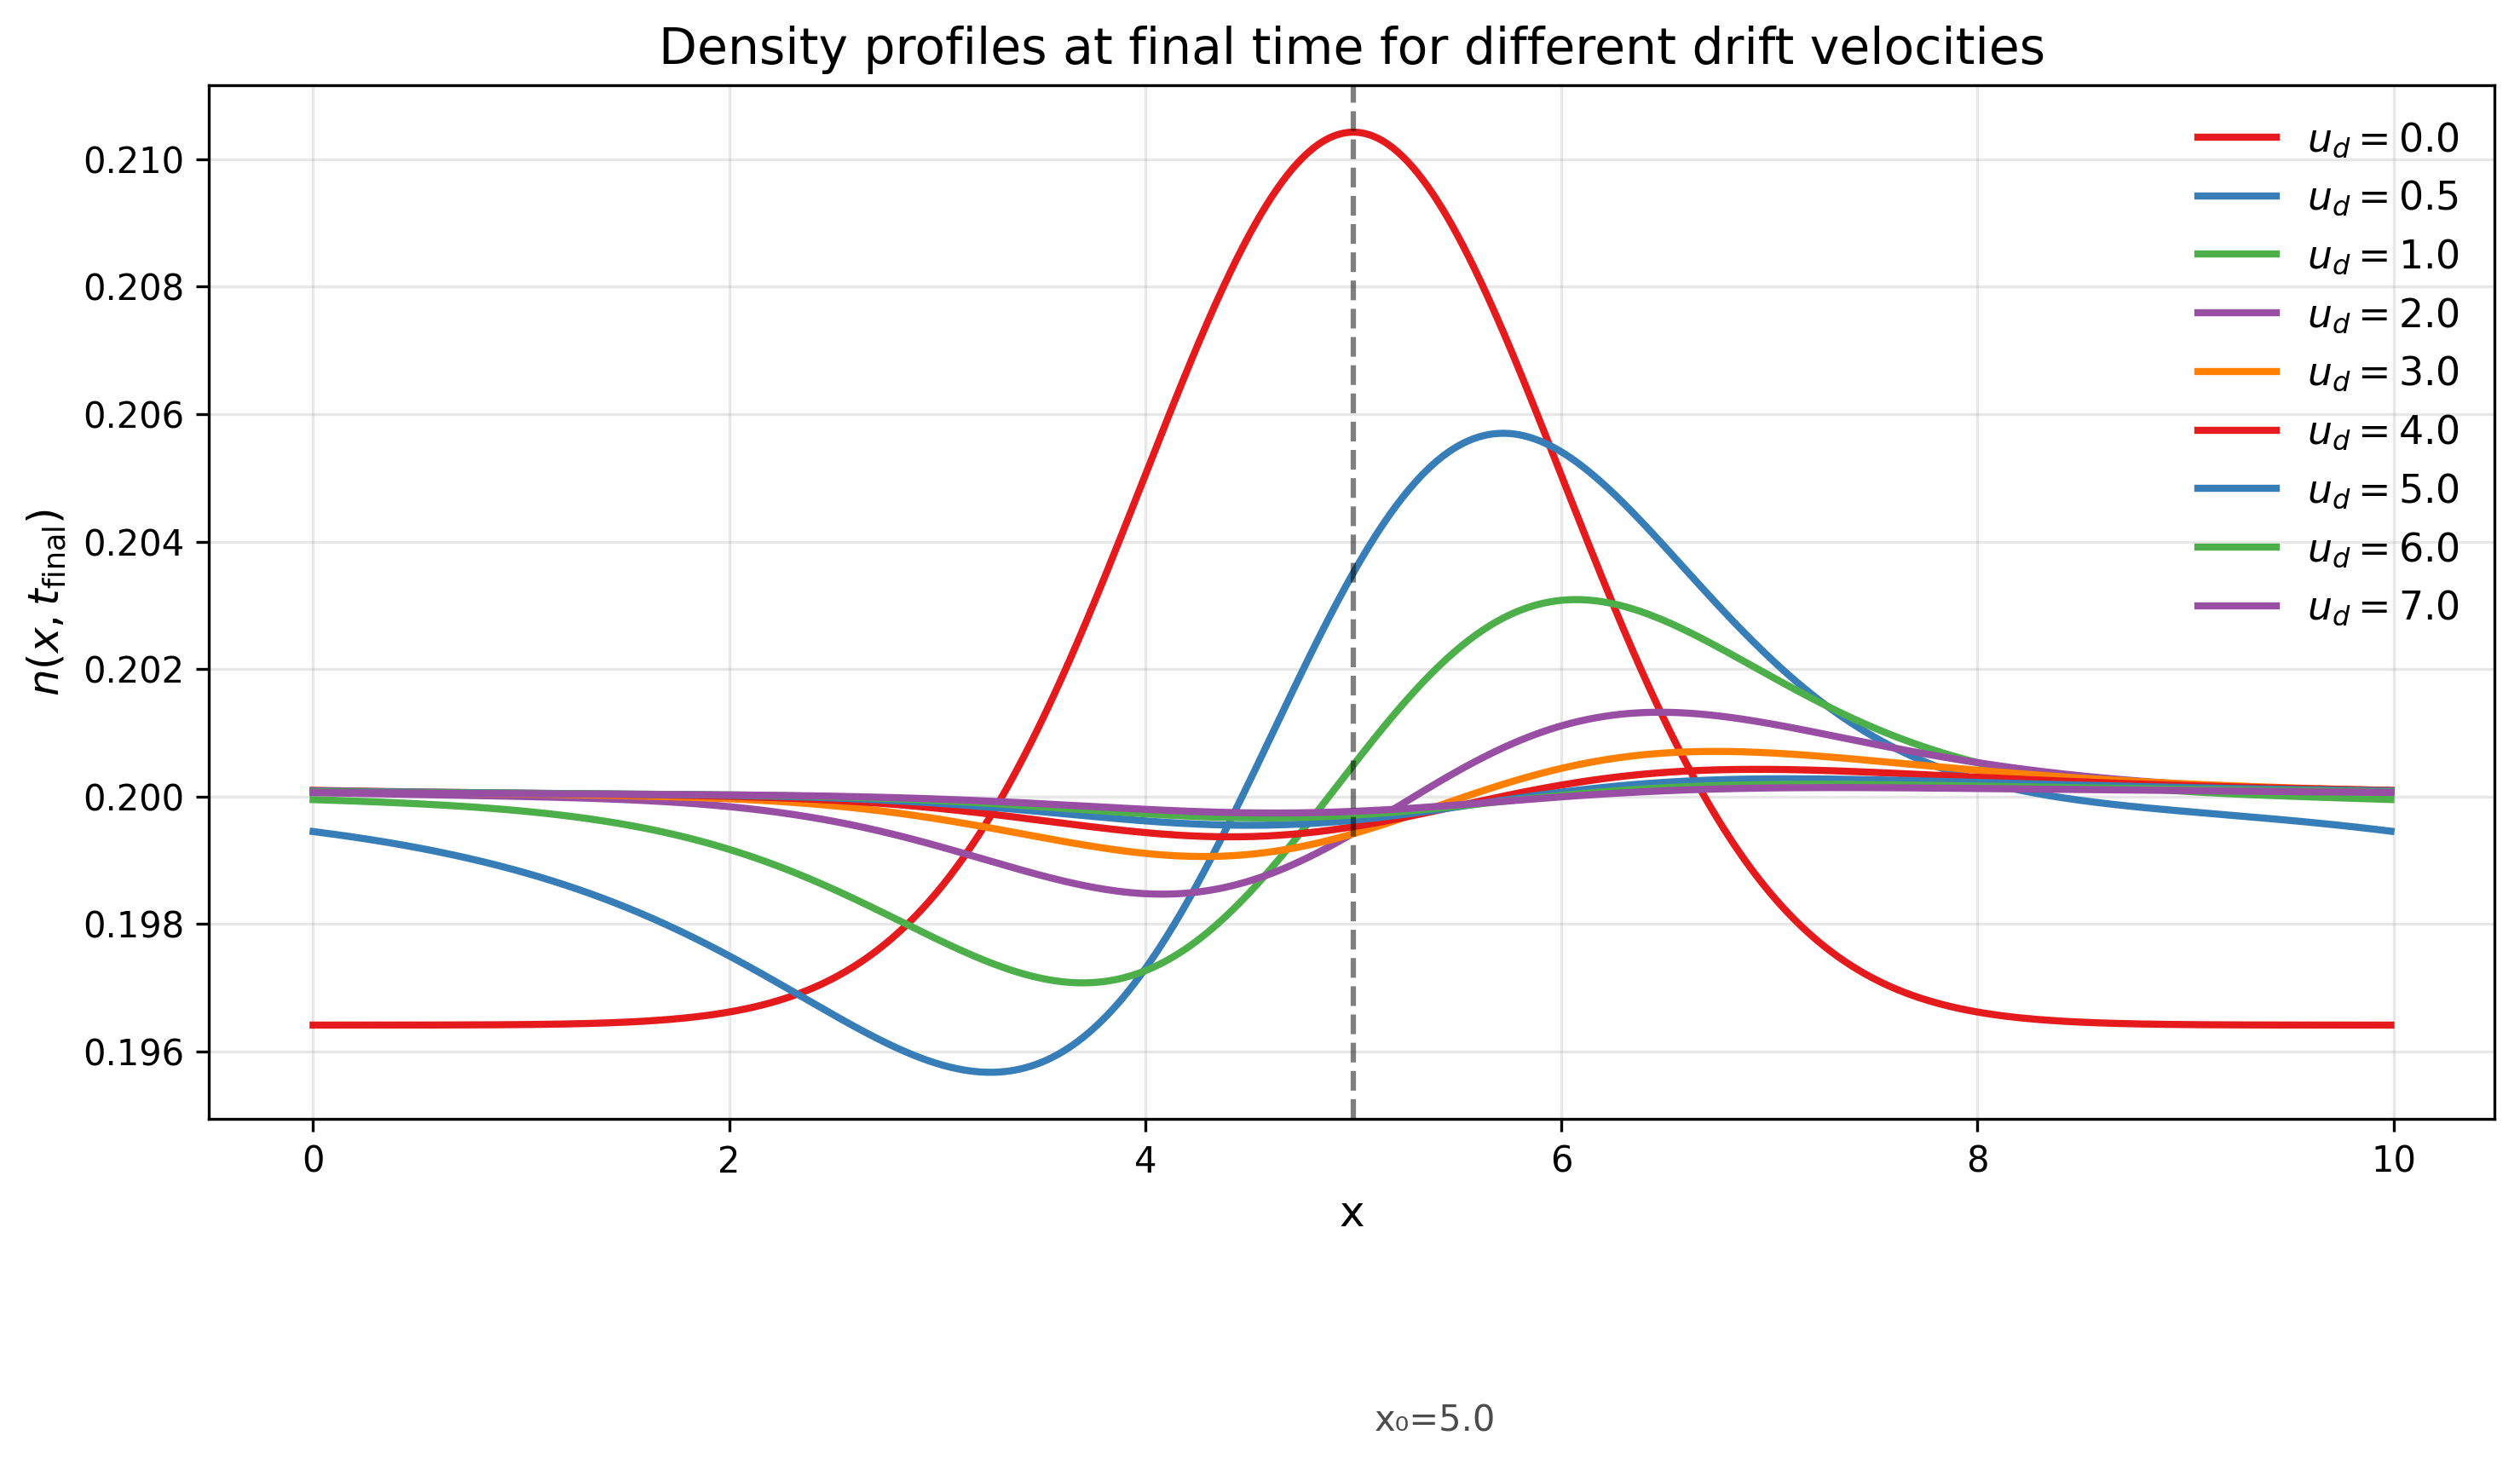 Density profiles at final time for different drift velocities
n(x, t_final)
0.210
0.208
0.206
0.204
0.202
0.200
0.198
0.196
u_d = 0.0
u_d = 0.5
u_d = 1.0
u_d = 2.0
u_d = 3.0
u_d = 4.0
u_d = 5.0
u_d = 6.0
u_d = 7.0
0 2 4 6 8 10
x
x₀=5.0